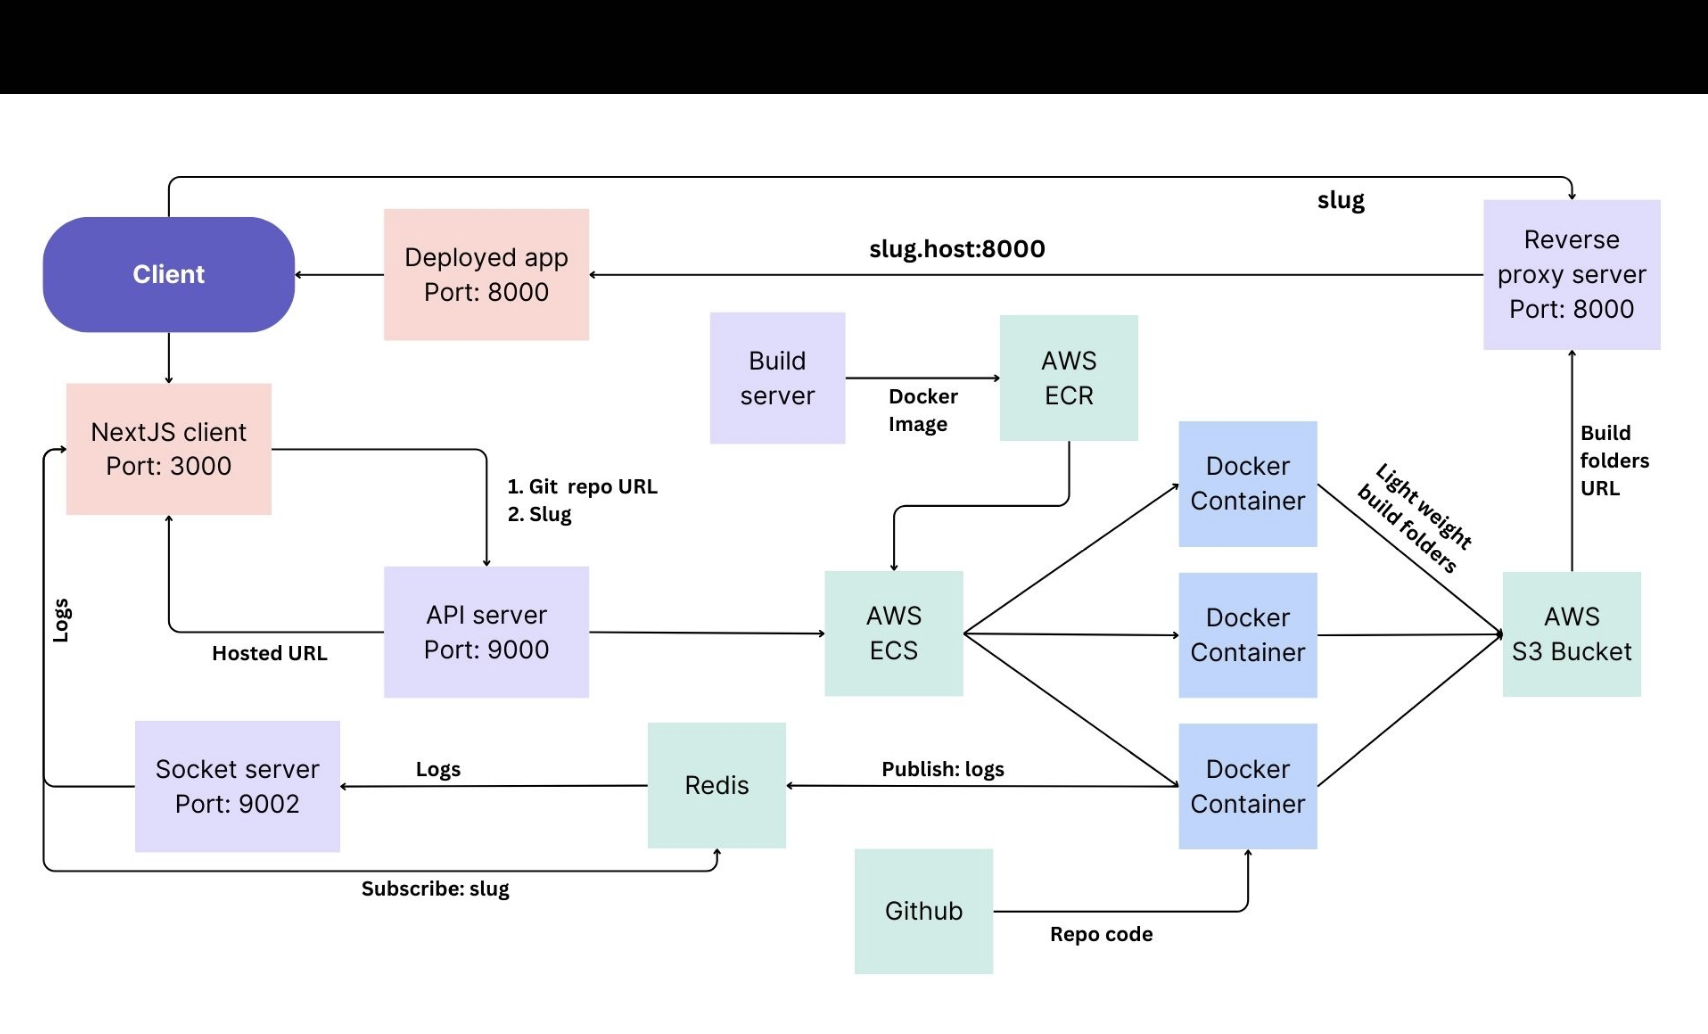 slug
Client
Deployed app
Port: 8000
slug.host:8000
Reverse
proxy server
Port: 8000
Build
server
Docker
Image
AWS
ECR
NextJS client
Port: 3000
1. Git  repo URL
2. Slug
Docker
Container
Light weight
build folders
Build
folders
URL
Logs
Hosted URL
API server
Port: 9000
AWS
ECS
Docker
Container
AWS
S3 Bucket
Socket server
Port: 9002
Logs
Redis
Publish: logs
Docker
Container
Subscribe: slug
Github
Repo code